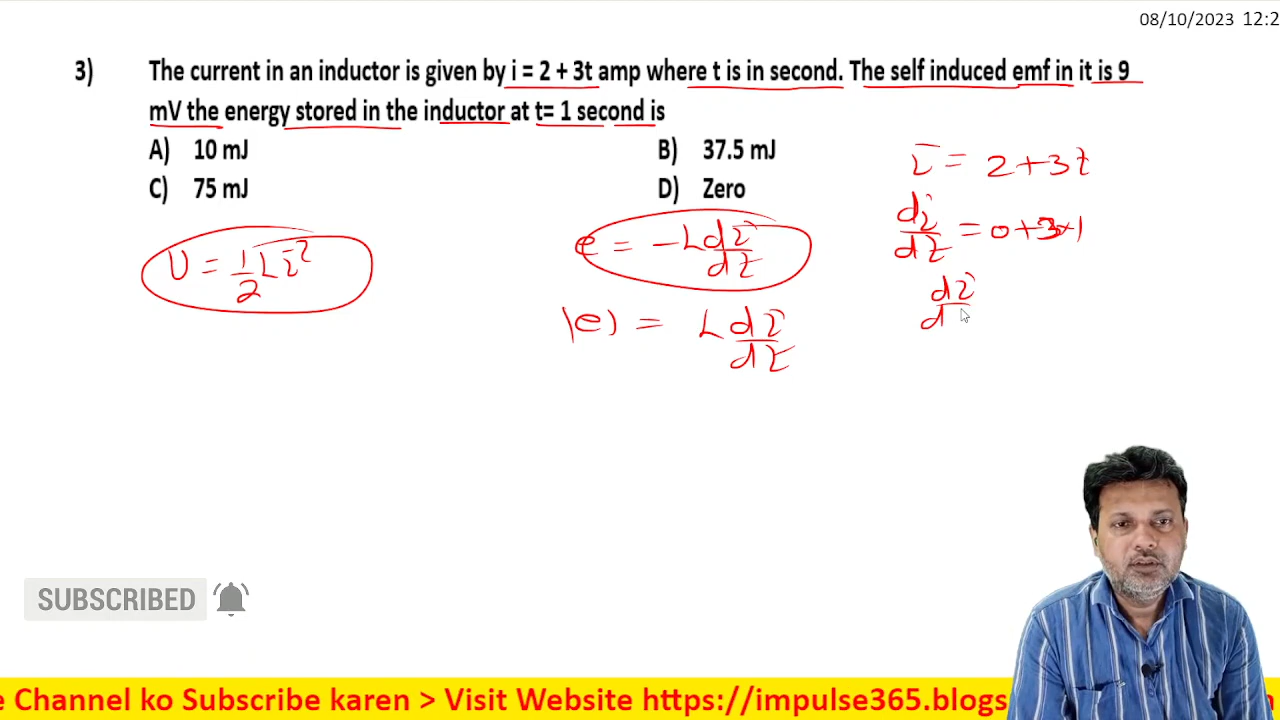 08/10/2023 12:2
3) The current in an inductor is given by i = 2 + 3t amp where t is in second. The self induced emf in it is 9
mV the energy stored in the inductor at t= 1 second is
A) 10 mJ B) 37.5 mJ
C) 75 mJ D) Zero
i = 2+3t
di/dt = 0+3×1
di/d
U = 1/2 Li²
e = -Ldi/dt
|e| = Ldi/dt
SUBSCRIBED
e Channel ko Subscribe karen > Visit Website https://impulse365.blogs